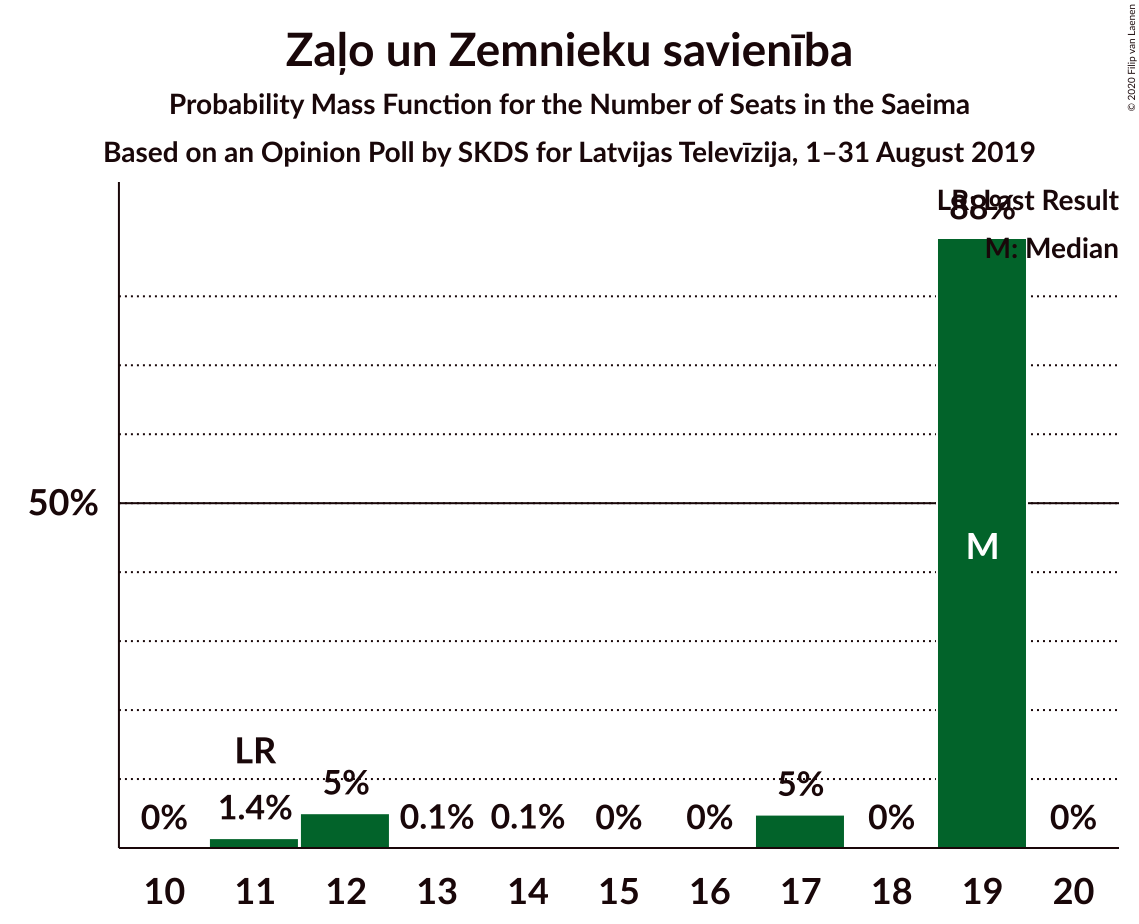 Zaļo un Zemnieku savienība
Probability Mass Function for the Number of Seats in the Saeima
Based on an Opinion Poll by SKDS for Latvijas Televīzija, 1–31 August 2019
© 2020 Filip van Laenen
LR: Last Result
88%
M: Median
50%
M
LR
0%
1.4%
5%
0.1%
0.1%
0%
0%
5%
0%
0%
10 11 12 13 14 15 16 17 18 19 20